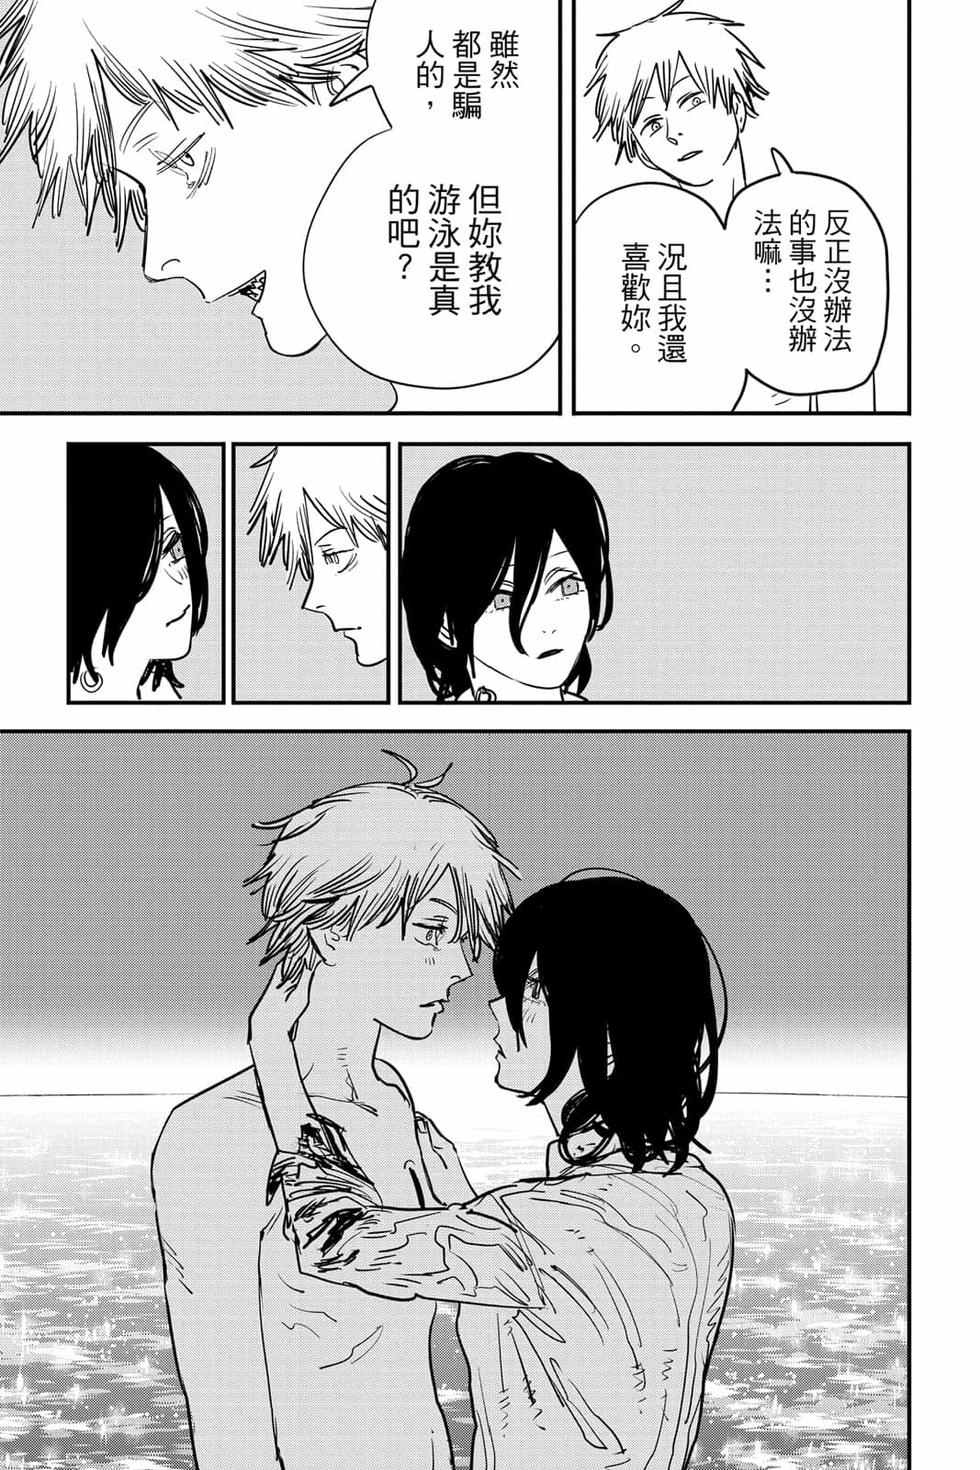 反正沒辦法
的事也沒辦
法嘛…
況且我還
喜歡妳。
雖然
都是騙
人的，
但妳教我
游泳是真
的吧？